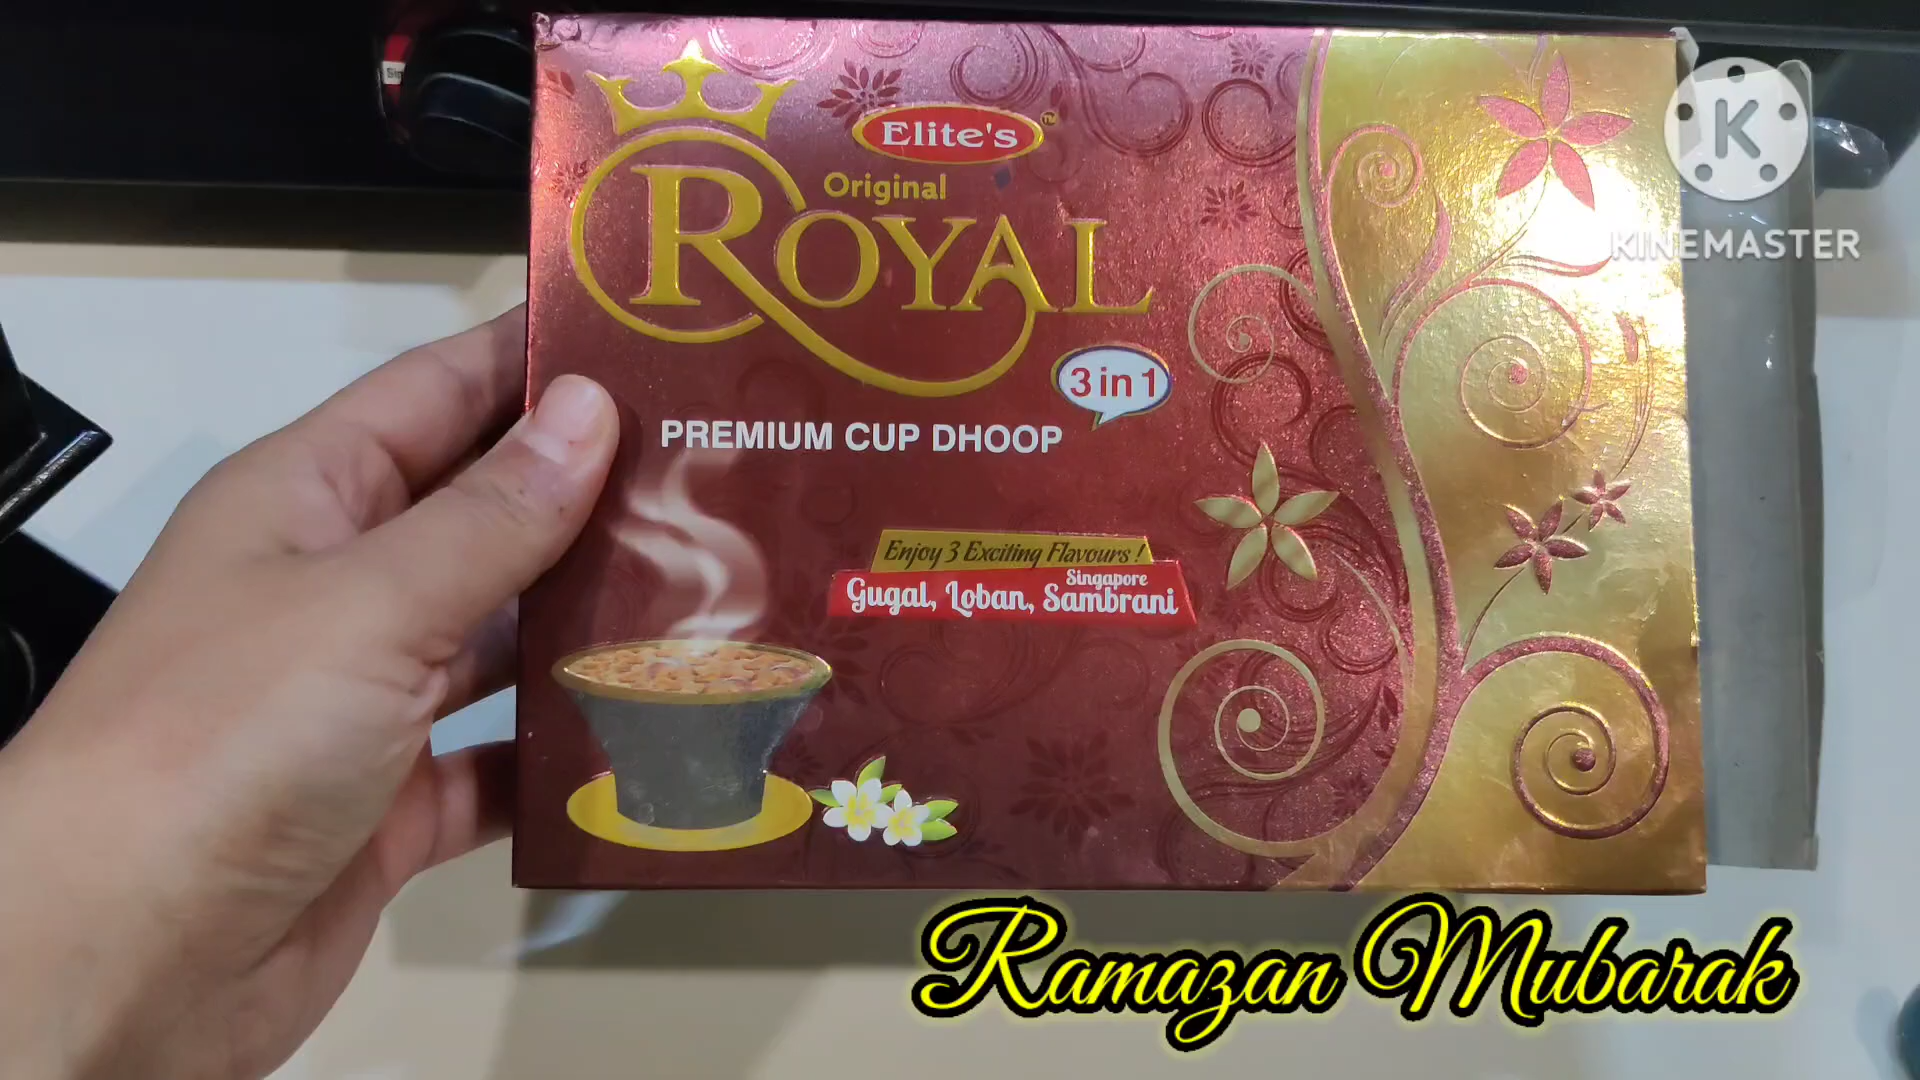 Elite's TM
Original
ROYAL
3 in 1
PREMIUM CUP DHOOP
Enjoy 3 Exciting Flavours !
Singapore
Gugal, Loban, Sambrani
K
KINEMASTER
Ramazan Mubarak